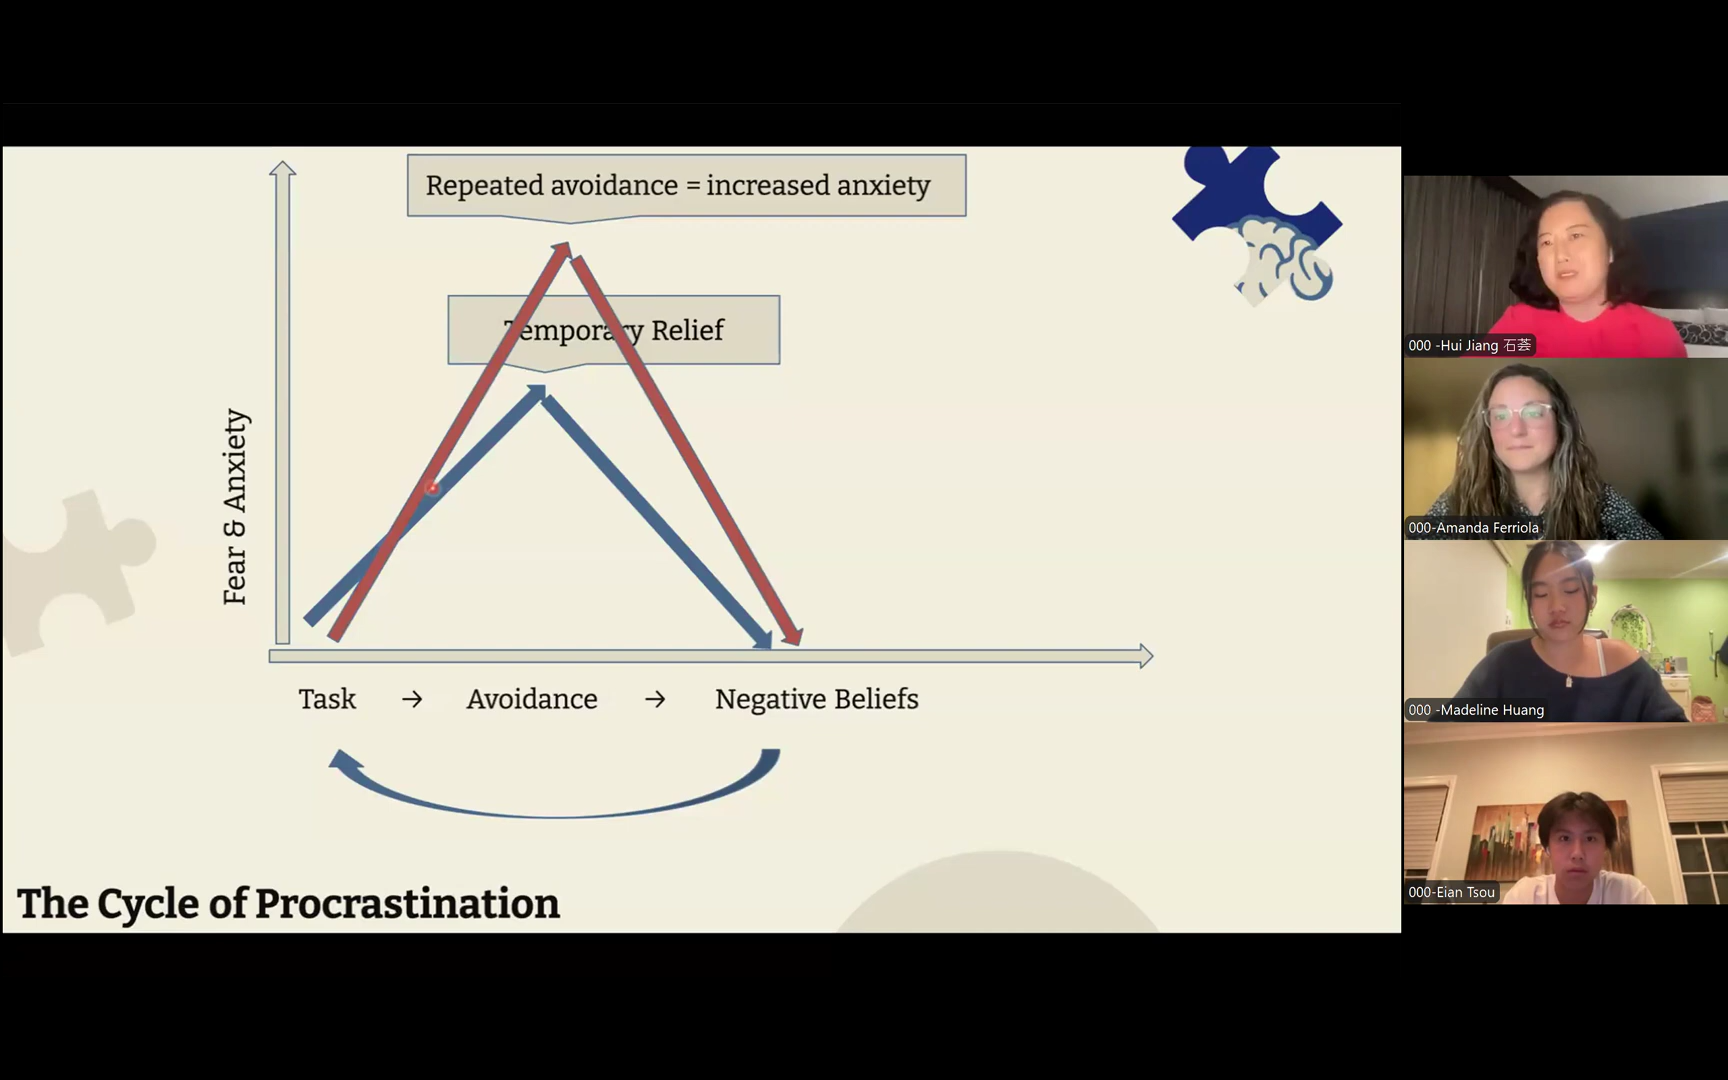 Repeated avoidance = increased anxiety
Temporary Relief
Fear & Anxiety
Task → Avoidance → Negative Beliefs
The Cycle of Procrastination
000 -Hui Jiang 石荟
000-Amanda Ferriola
000 -Madeline Huang
000-Eian Tsou